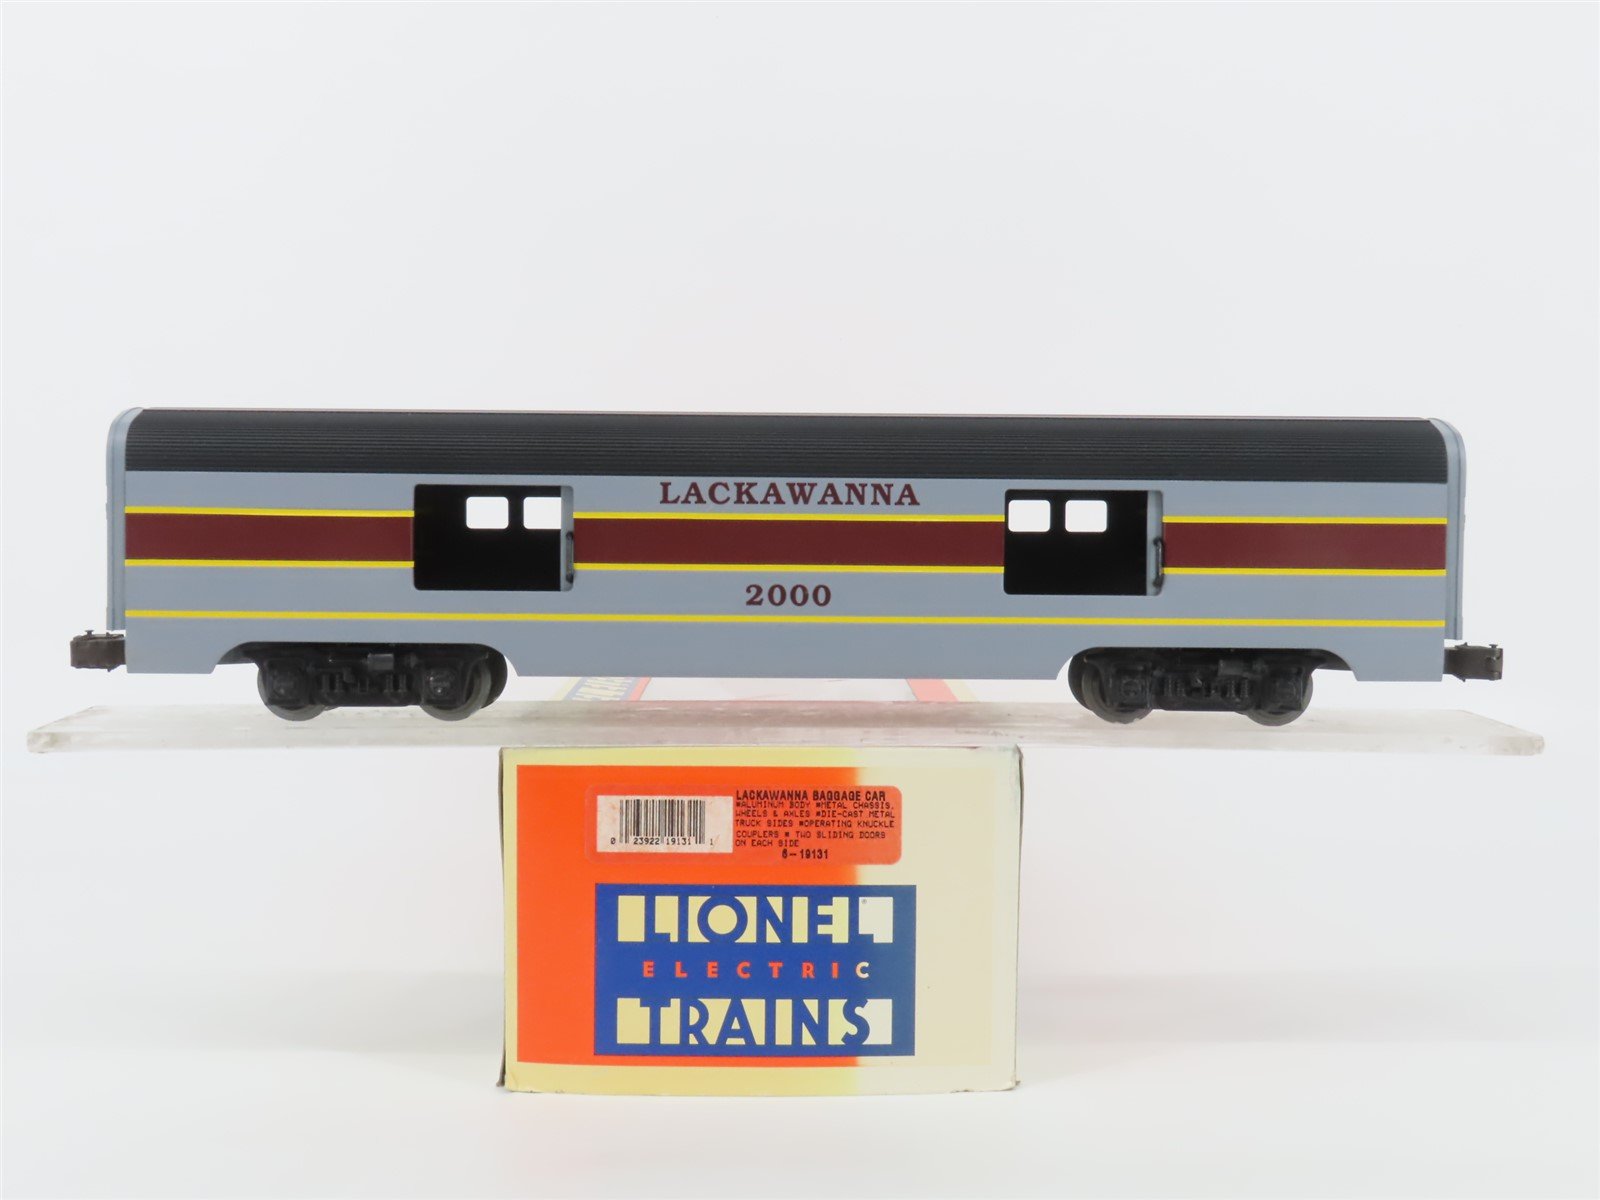 LACKAWANNA
2000
LACKAWANNA BAGGAGE CAR
*ALUMINUM BODY *METAL CHASSIS,
WHEELS & AXLES *DIE-CAST METAL
TRUCK SIDES *OPERATING KNUCKLE
COUPLERS * TWO SLIDING DOORS
ON EACH SIDE
6-19131
0 23922 19131 1
LIONEL®
ELECTRIC
TRAINS